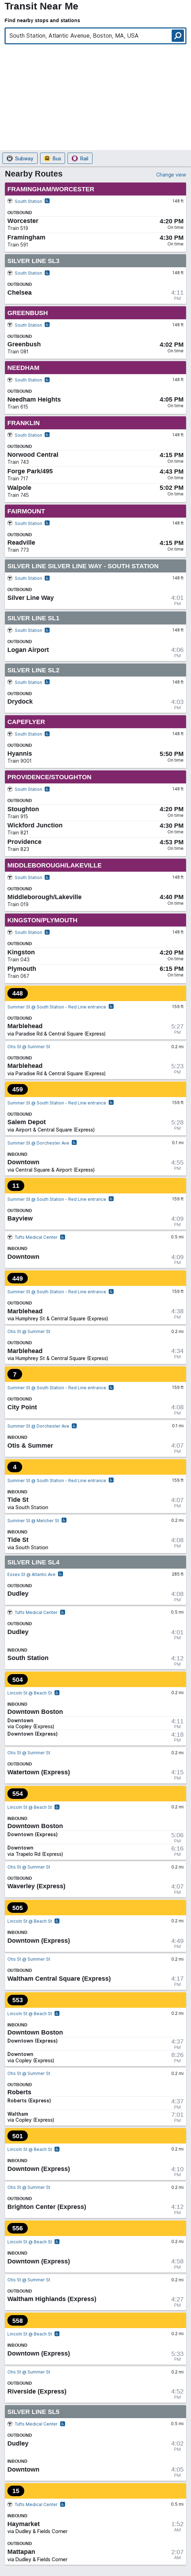 Transit Near Me
Find nearby stops and stations
South Station, Atlantic Avenue, Boston, MA, USA
Subway Bus Rail
Nearby Routes Change view
FRAMINGHAM/WORCESTER
South Station 148 ft
OUTBOUND
Worcester 4:20 PM
Train 519 On time
Framingham 4:30 PM
Train 591 On time
SILVER LINE SL3
South Station 148 ft
OUTBOUND
Chelsea 4:11
PM
GREENBUSH
South Station 148 ft
OUTBOUND
Greenbush 4:02 PM
Train 081 On time
NEEDHAM
South Station 148 ft
OUTBOUND
Needham Heights 4:05 PM
Train 615 On time
FRANKLIN
South Station 148 ft
OUTBOUND
Norwood Central 4:15 PM
Train 743 On time
Forge Park/495 4:43 PM
Train 717 On time
Walpole 5:02 PM
Train 745 On time
FAIRMOUNT
South Station 148 ft
OUTBOUND
Readville 4:15 PM
Train 773 On time
SILVER LINE SILVER LINE WAY - SOUTH STATION
South Station 148 ft
OUTBOUND
Silver Line Way 4:01
PM
SILVER LINE SL1
South Station 148 ft
OUTBOUND
Logan Airport 4:06
PM
SILVER LINE SL2
South Station 148 ft
OUTBOUND
Drydock 4:03
PM
CAPEFLYER
South Station 148 ft
OUTBOUND
Hyannis 5:50 PM
Train 9001 On time
PROVIDENCE/STOUGHTON
South Station 148 ft
OUTBOUND
Stoughton 4:20 PM
Train 915 On time
Wickford Junction 4:30 PM
Train 821 On time
Providence 4:53 PM
Train 823 On time
MIDDLEBOROUGH/LAKEVILLE
South Station 148 ft
OUTBOUND
Middleborough/Lakeville 4:40 PM
Train 019 On time
KINGSTON/PLYMOUTH
South Station 148 ft
OUTBOUND
Kingston 4:20 PM
Train 043 On time
Plymouth 6:15 PM
Train 067 On time
448
Summer St @ South Station - Red Line entrance 159 ft
OUTBOUND
Marblehead 5:27
via Paradise Rd & Central Square (Express) PM
Otis St @ Summer St 0.2 mi
OUTBOUND
Marblehead 5:23
via Paradise Rd & Central Square (Express) PM
459
Summer St @ South Station - Red Line entrance 159 ft
OUTBOUND
Salem Depot 5:28
via Airport & Central Square (Express) PM
Summer St @ Dorchester Ave 0.1 mi
INBOUND
Downtown 4:55
via Central Square & Airport (Express) PM
11
Summer St @ South Station - Red Line entrance 159 ft
OUTBOUND
Bayview 4:09
PM
Tufts Medical Center 0.5 mi
INBOUND
Downtown 4:09
PM
449
Summer St @ South Station - Red Line entrance 159 ft
OUTBOUND
Marblehead 4:38
via Humphrey St & Central Square (Express) PM
Otis St @ Summer St 0.2 mi
OUTBOUND
Marblehead 4:34
via Humphrey St & Central Square (Express) PM
7
Summer St @ South Station - Red Line entrance 159 ft
OUTBOUND
City Point 4:08
PM
Summer St @ Dorchester Ave 0.1 mi
INBOUND
Otis & Summer 4:07
PM
4
Summer St @ South Station - Red Line entrance 159 ft
INBOUND
Tide St 4:07
via South Station PM
Summer St @ Melcher St 0.2 mi
INBOUND
Tide St 4:08
via South Station PM
SILVER LINE SL4
Essex St @ Atlantic Ave 285 ft
OUTBOUND
Dudley 4:08
PM
Tufts Medical Center 0.5 mi
OUTBOUND
Dudley 4:01
PM
INBOUND
South Station 4:12
PM
504
Lincoln St @ Beach St 0.2 mi
INBOUND
Downtown Boston
Downtown 4:11
via Copley (Express) PM
Downtown (Express) 4:18
PM
Otis St @ Summer St 0.2 mi
OUTBOUND
Watertown (Express) 4:15
PM
554
Lincoln St @ Beach St 0.2 mi
INBOUND
Downtown Boston
Downtown (Express) 5:06
PM
Downtown 6:16
via Trapelo Rd (Express) PM
Otis St @ Summer St 0.2 mi
OUTBOUND
Waverley (Express) 4:07
PM
505
Lincoln St @ Beach St 0.2 mi
INBOUND
Downtown (Express) 4:49
PM
Otis St @ Summer St 0.2 mi
OUTBOUND
Waltham Central Square (Express) 4:17
PM
553
Lincoln St @ Beach St 0.2 mi
INBOUND
Downtown Boston
Downtown (Express) 4:37
PM
Downtown 8:26
via Copley (Express) PM
Otis St @ Summer St 0.2 mi
OUTBOUND
Roberts
Roberts (Express) 4:37
PM
Waltham 7:01
via Copley (Express) PM
501
Lincoln St @ Beach St 0.2 mi
INBOUND
Downtown (Express) 4:10
PM
Otis St @ Summer St 0.2 mi
OUTBOUND
Brighton Center (Express) 4:12
PM
556
Lincoln St @ Beach St 0.2 mi
INBOUND
Downtown (Express) 4:58
PM
Otis St @ Summer St 0.2 mi
OUTBOUND
Waltham Highlands (Express) 4:27
PM
558
Lincoln St @ Beach St 0.2 mi
INBOUND
Downtown (Express) 5:33
PM
Otis St @ Summer St 0.2 mi
OUTBOUND
Riverside (Express) 4:52
PM
SILVER LINE SL5
Tufts Medical Center 0.5 mi
OUTBOUND
Dudley 4:02
PM
INBOUND
Downtown 4:05
PM
15
Tufts Medical Center 0.5 mi
INBOUND
Haymarket 1:52
via Dudley & Fields Corner AM
OUTBOUND
Mattapan 2:07
via Dudley & Fields Corner AM